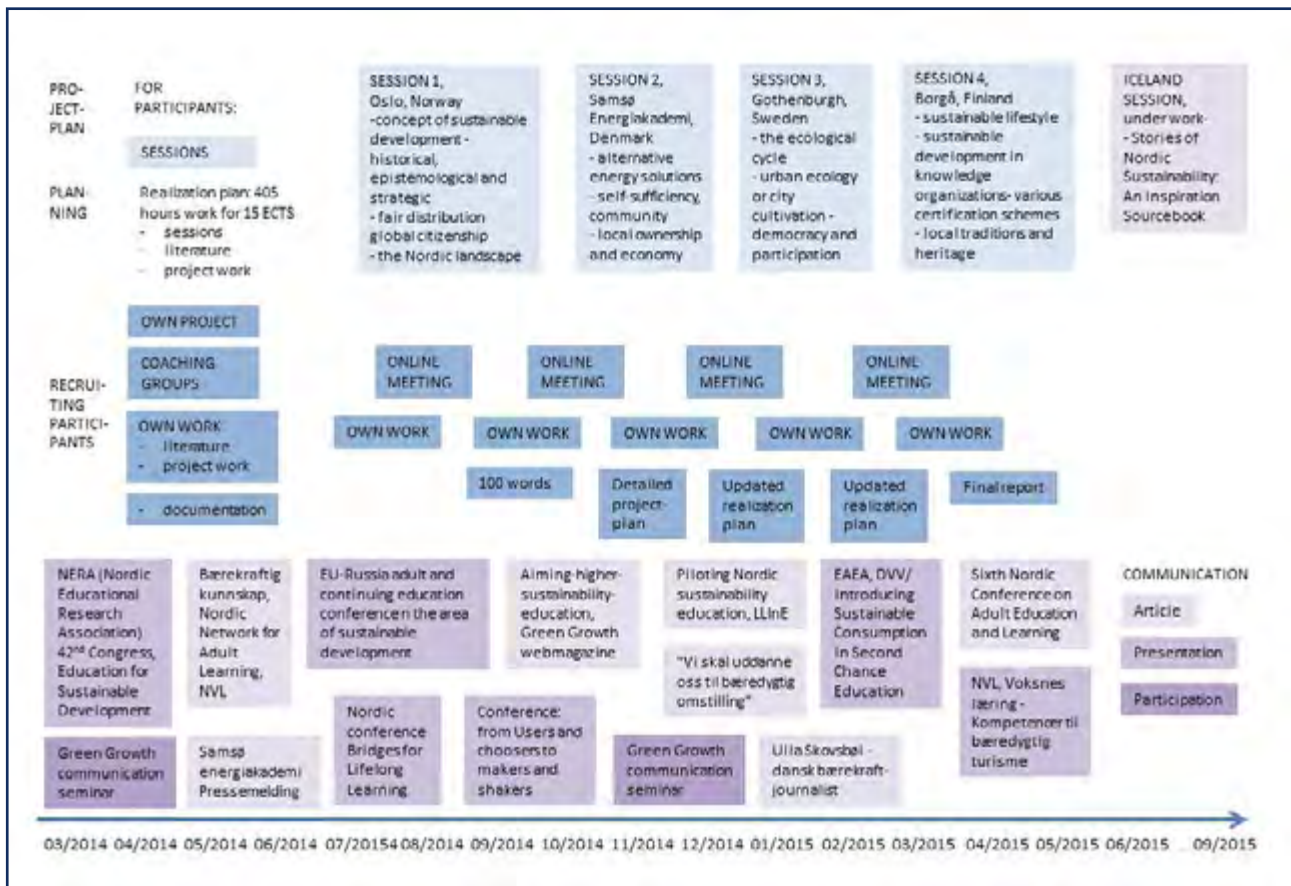 PRO-
JECT-
PLAN
FOR
PARTICIPANTS:
SESSIONS
PLAN-
NING
Realization plan: 405
hours work for 15 ECTS
- sessions
- literature
- project work
SESSION 1,
Oslo, Norway
-concept of sustainable
development -
historical,
epistemological and
strategic
- fair distribution
global citizenship
- the Nordic landscape
SESSION 2,
Samsø
Energiakademi,
Denmark
- alternative
energy solutions
- self-sufficiency,
community
- local ownership
and economy
SESSION 3,
Gothenburgh,
Sweden
- the ecological
cycle
- urban ecology
or city
cultivation -
democracy and
participation
SESSION 4,
Borgå, Finland
- sustainable lifestyle
- sustainable
development in
knowledge
organizations- various
certification schemes
- local traditions and
heritage
ICELAND
SESSION,
under work
- Stories of
Nordic
Sustainability:
An Inspiration
Sourcebook
RECRUI-
TING
PARTICI-
PANTS
OWN PROJECT
COACHING
GROUPS
OWN WORK
- literature
- project work
- documentation
ONLINE
MEETING
ONLINE
MEETING
ONLINE
MEETING
ONLINE
MEETING
OWN WORK
OWN WORK
OWN WORK
OWN WORK
OWN WORK
100 words
Detailed
project-
plan
Updated
realization
plan
Updated
realization
plan
Final report
NERA (Nordic
Educational
Research
Association)
42nd Congress,
Education for
Sustainable
Development
Bærekraftig
kunnskap,
Nordic
Network for
Adult
Learning,
NVL
EU-Russia adult and
continuing education
conference n the area
of sustainable
development
Aiming-higher-
sustainability-
education,
Green Growth
webmagazine
Piloting Nordic
sustainability
education, LLinE
"Vi skal uddanne
oss til bæredygtig
omstilling"
EAEA, DVV/
Introducing
Sustainable
Consumption
in Second
Chance
Education
Sixth Nordic
Conference on
Adult Education
and Learning
COMMUNICATION
Article
Presentation
Participation
Green Growth
communication
seminar
Samsø
energiakademi
Pressemelding
Nordic
conference
Bridges for
Lifelong
Learning
Conference:
from Users and
choosers to
makers and
shakers
Green Growth
communication
seminar
Ulla Skovsbøl -
dansk bærekraft-
journalist
NVL, Voksnes
læring -
Kompetencer til
bæredygtig
turisme
03/2014 04/2014 05/2014 06/2014 07/20154 08/2014 09/2014 10/2014 11/2014 12/2014 01/2015 02/2015 03/2015 04/2015 05/2015 06/2015 09/2015